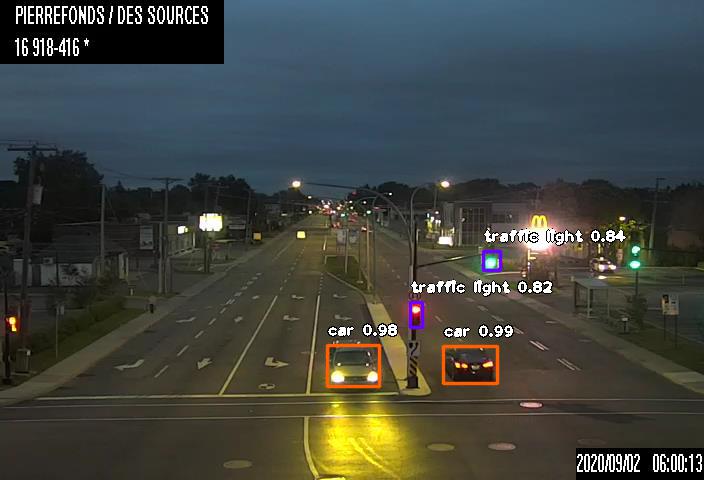 PIERREFONDS / DES SOURCES
16 918-416 *
traffic light 0.84
traffic light 0.82
car 0.98
car 0.99
2020/09/02 06:00:13